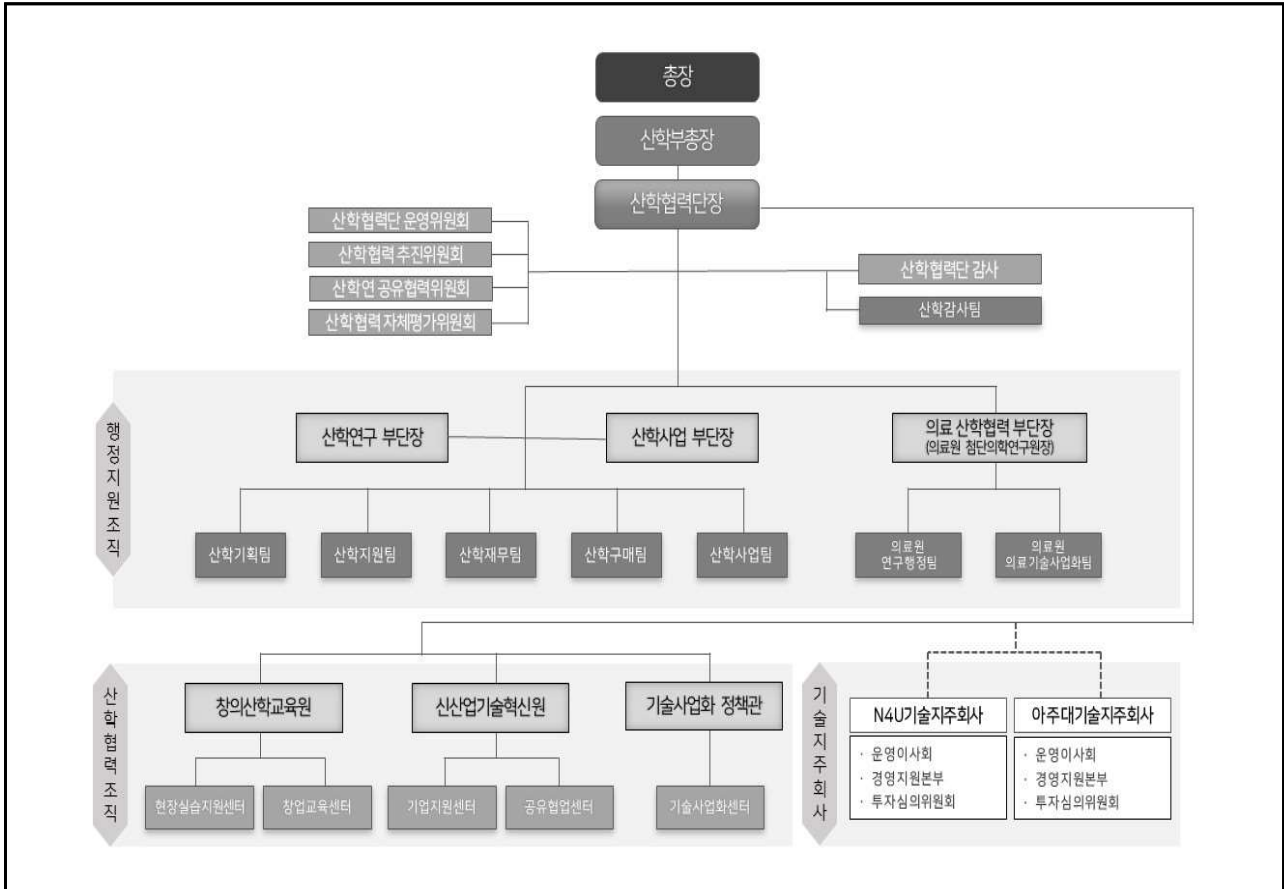 총장
산학부총장
산학협력단장
산학협력단 운영위원회
산학협력 추진위원회
산학연 공유협력위원회
산학협력 자체평가위원회
산학협력단 감사
산학감사팀
행정지원조직
산학연구 부단장
산학사업 부단장
의료 산학협력 부단장
(의료원 첨단의학연구원장)
산학기획팀
산학지원팀
산학재무팀
산학구매팀
산학사업팀
의료원
연구행정팀
의료원
의료기술사업화팀
산학협력조직
창의산학교육원
신산업기술혁신원
기술사업화 정책관
현장실습지원센터
창업교육센터
기업지원센터
공유협업센터
기술사업화센터
기술지주회사
N4U기술지주회사
· 운영이사회
· 경영지원본부
· 투자심의위원회
아주대기술지주회사
· 운영이사회
· 경영지원본부
· 투자심의위원회